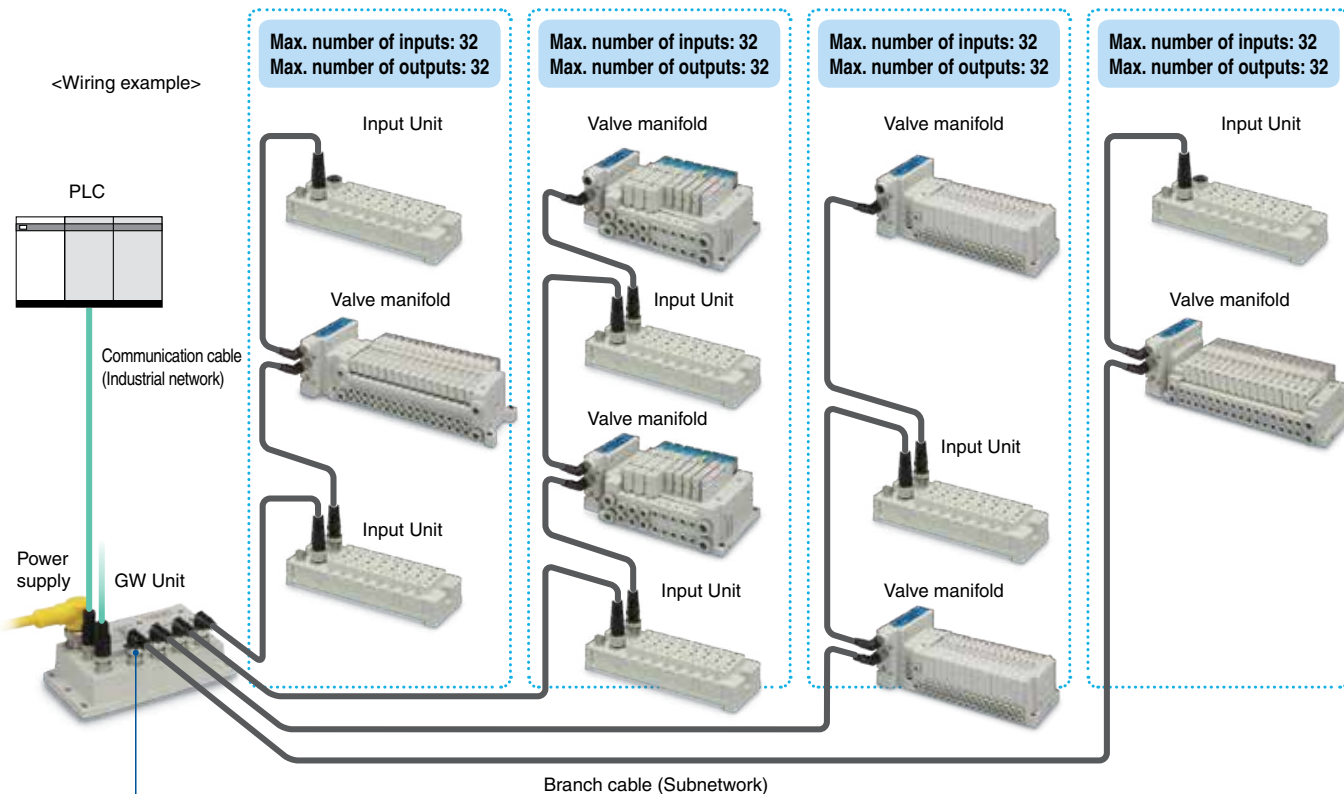 <Wiring example>
Max. number of inputs: 32
Max. number of outputs: 32
Max. number of inputs: 32
Max. number of outputs: 32
Max. number of inputs: 32
Max. number of outputs: 32
Max. number of inputs: 32
Max. number of outputs: 32
PLC
Communication cable
(Industrial network)
Power
supply
GW Unit
Input Unit
Valve manifold
Input Unit
Valve manifold
Input Unit
Valve manifold
Input Unit
Valve manifold
Input Unit
Valve manifold
Input Unit
Valve manifold
Branch cable (Subnetwork)